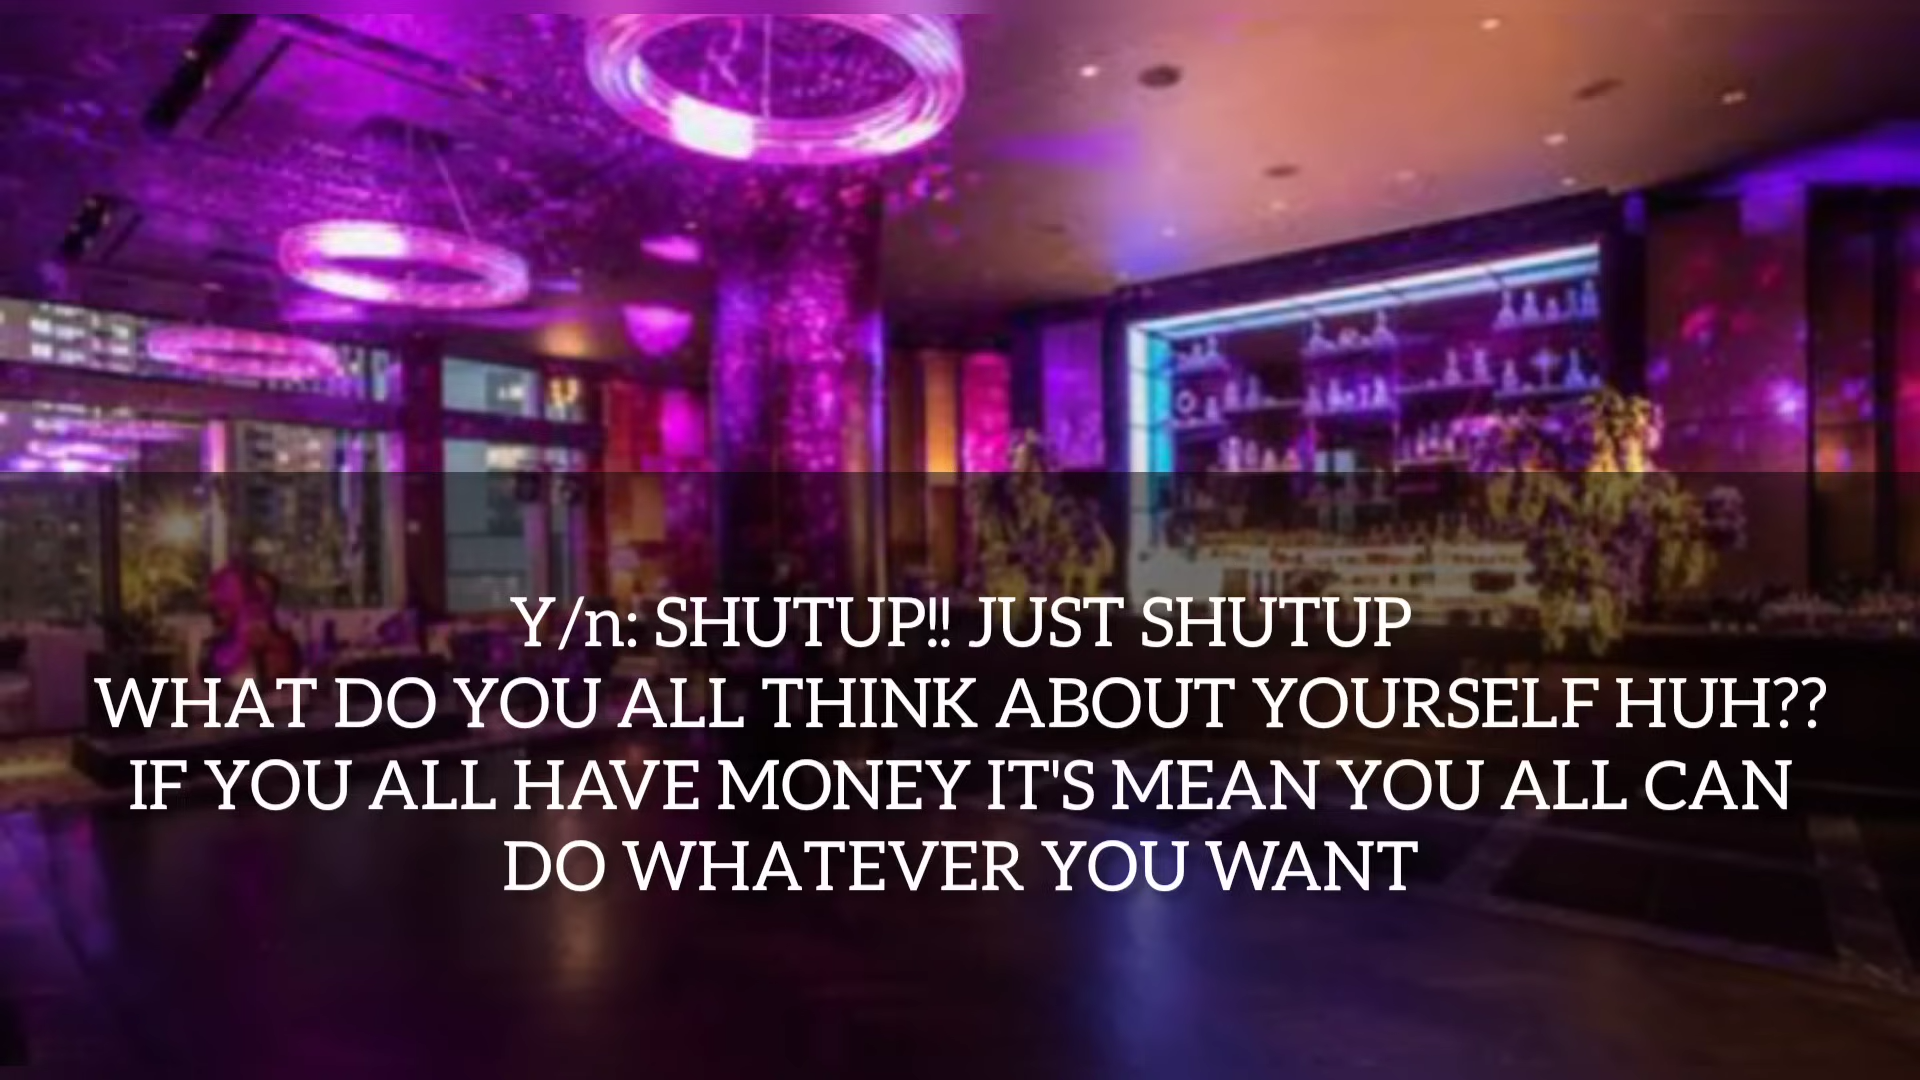 Y/n: SHUTUP!! JUST SHUTUP
WHAT DO YOU ALL THINK ABOUT YOURSELF HUH??
IF YOU ALL HAVE MONEY IT'S MEAN YOU ALL CAN
DO WHATEVER YOU WANT